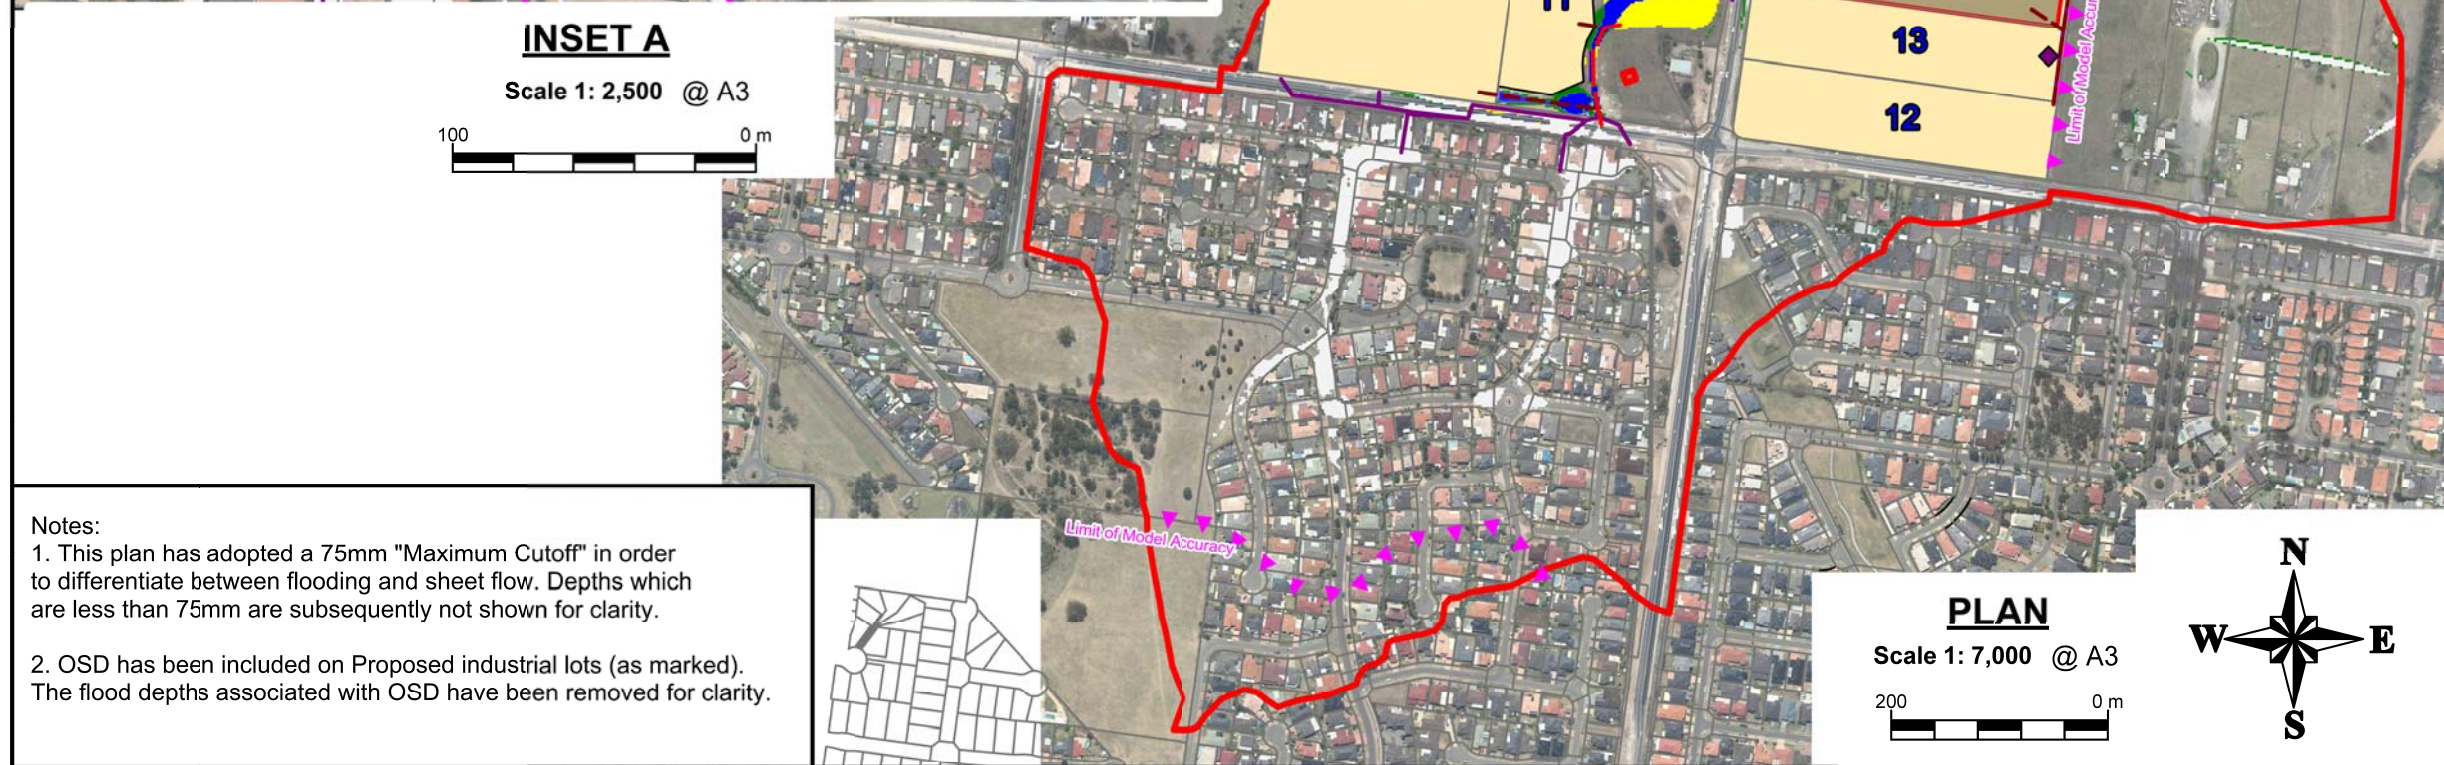 INSET A
Scale 1: 2,500 @ A3
100 0 m
11
13
12
Limit of Model Accur
Limit of Model Accuracy
Notes:
1. This plan has adopted a 75mm "Maximum Cutoff" in order
to differentiate between flooding and sheet flow. Depths which
are less than 75mm are subsequently not shown for clarity.
2. OSD has been included on Proposed industrial lots (as marked).
The flood depths associated with OSD have been removed for clarity.
PLAN
Scale 1: 7,000 @ A3
200 0 m
N
W E
S